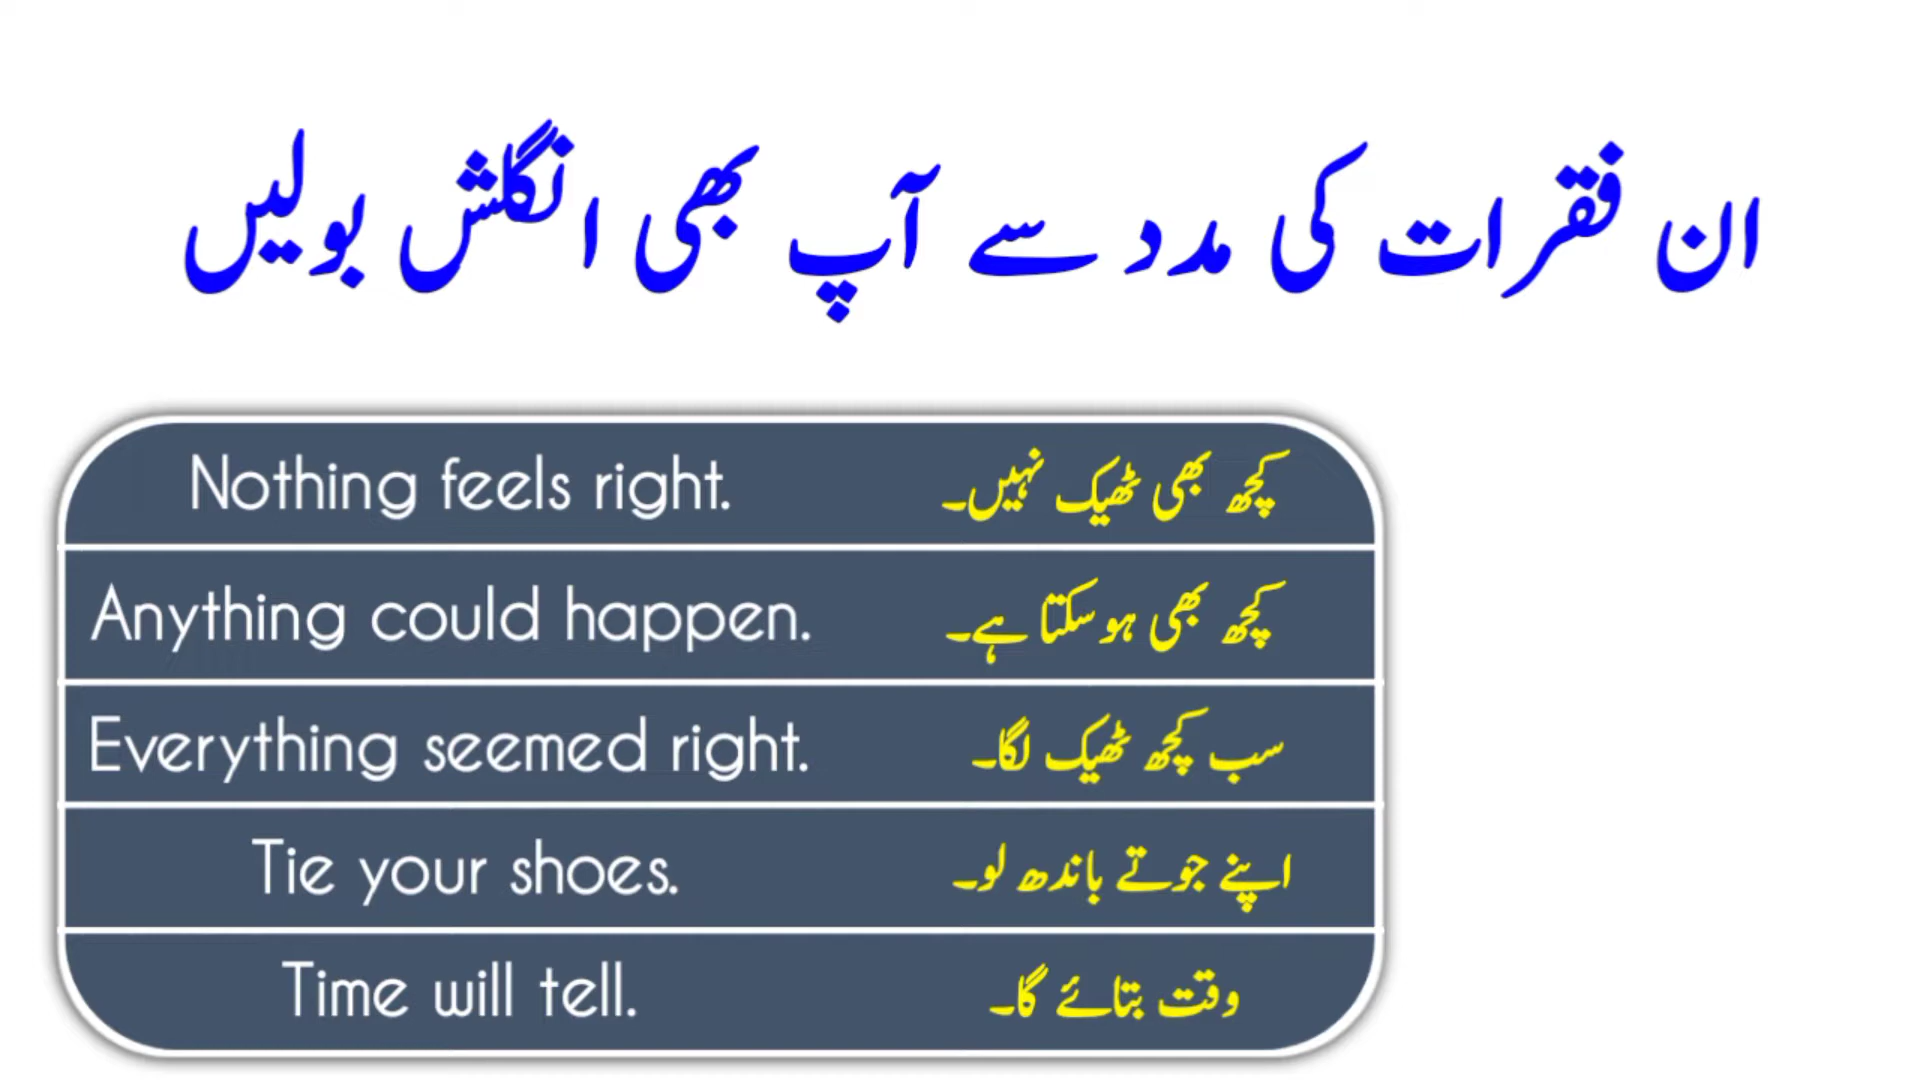 ان فقرات کی مدد سے آپ بھی انگلش بولیں
Nothing feels right. کچھ بھی ٹھیک نہیں۔
Anything could happen. کچھ بھی ہو سکتا ہے۔
Everything seemed right. سب کچھ ٹھیک لگا۔
Tie your shoes. اپنے جوتے باندھ لو۔
Time will tell. وقت بتائے گا۔